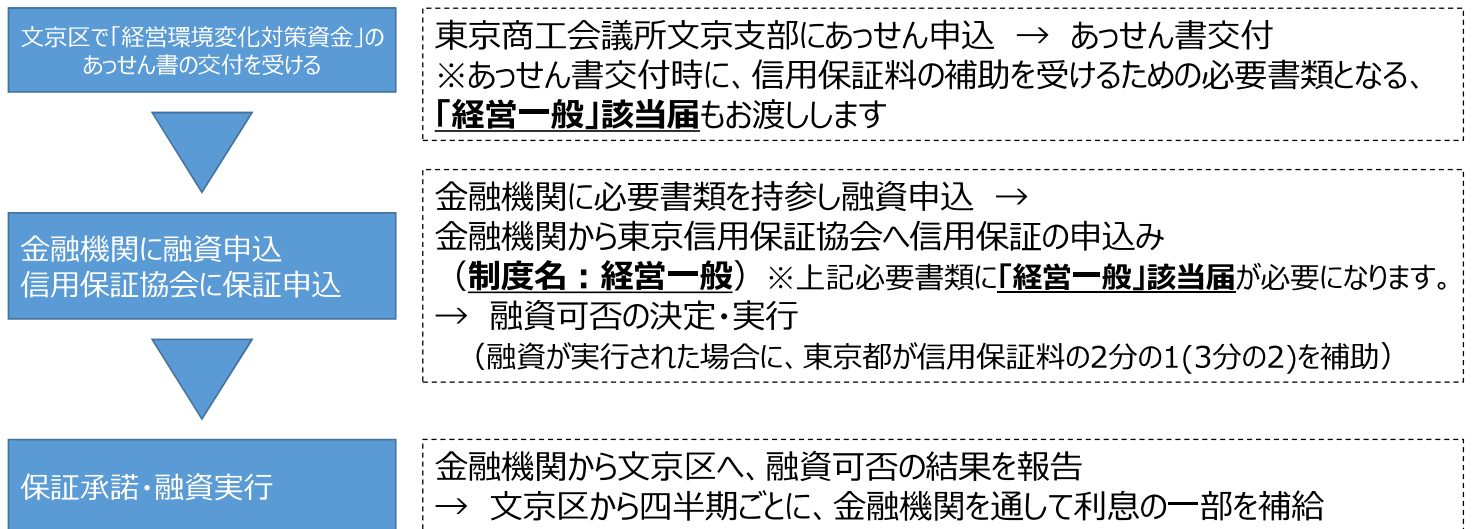 文京区で「経営環境変化対策資金」の
あっせん書の交付を受ける
東京商工会議所文京支部にあっせん申込 → あっせん書交付
※あっせん書交付時に、信用保証料の補助を受けるための必要書類となる、
「経営一般」該当届もお渡しします
金融機関に融資申込
信用保証協会に保証申込
金融機関に必要書類を持参し融資申込 →
金融機関から東京信用保証協会へ信用保証の申込み
（制度名：経営一般）※上記必要書類に「経営一般」該当届が必要になります。
→ 融資可否の決定・実行
（融資が実行された場合に、東京都が信用保証料の2分の1(3分の2)を補助）
保証承諾・融資実行
金融機関から文京区へ、融資可否の結果を報告
→ 文京区から四半期ごとに、金融機関を通して利息の一部を補給